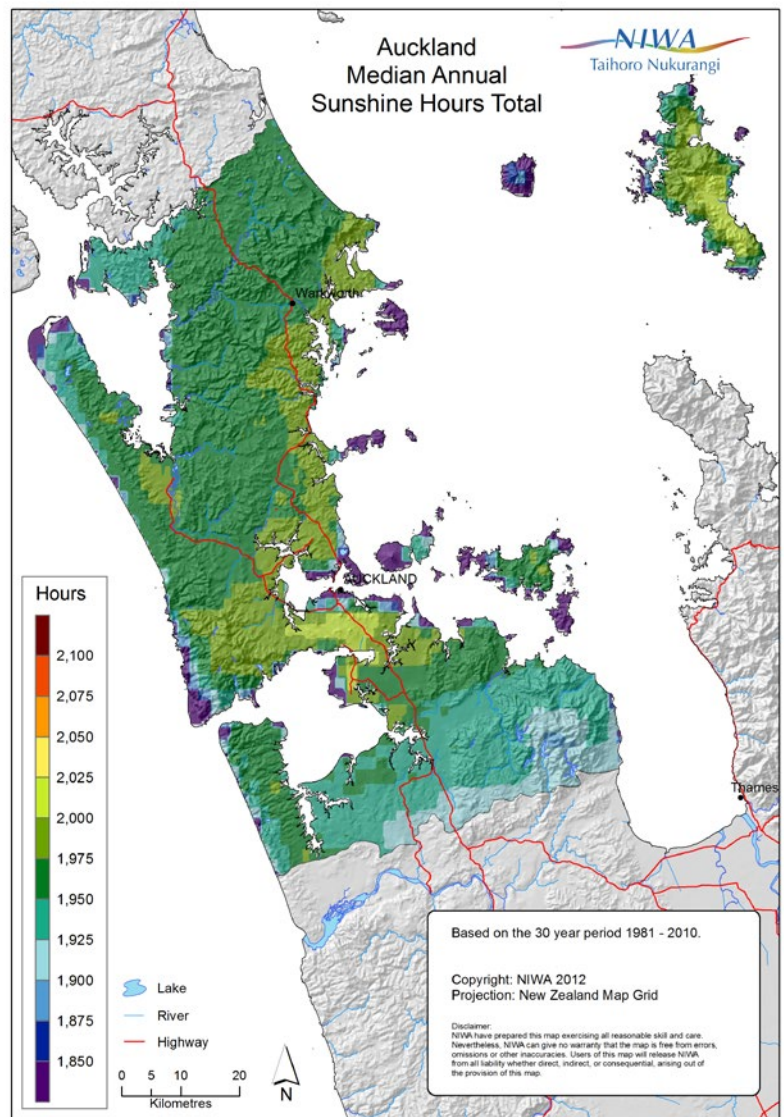 Auckland
Median Annual
Sunshine Hours Total
NIWA
Taihoro Nukurangi
Warkworth
AUCKLAND
Thames
Hours
2,100
2,075
2,050
2,025
2,000
1,975
1,950
1,925
1,900
1,875
1,850
Lake
River
Highway
0 5 10 20
Kilometres
N
Based on the 30 year period 1981 - 2010.
Copyright: NIWA 2012
Projection: New Zealand Map Grid
Disclaimer:
NIWA have prepared this map exercising all reasonable skill and care.
Nevertheless, NIWA can give no warranty that the map is free from errors,
omissions or other inaccuracies. Users of this map will release NIWA
from all liability whether direct, indirect, or consequential, arising out of
the provision of this map.